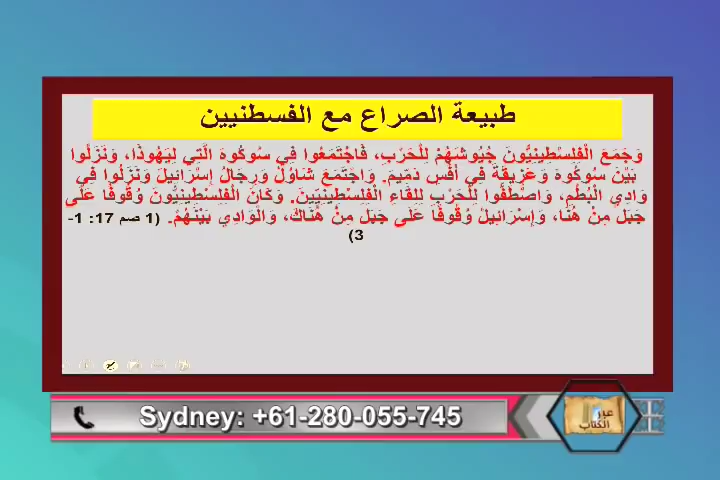 طبيعة الصراع مع الفسطنيين
وَجَمَعَ الْفِلِسْطِينِيُّونَ جُيُوشَهُمْ لِلْحَرْبِ، فَاجْتَمَعُوا فِي سُوكُوهَ الَّتِي لِيَهُوذَا، وَنَزَلُوا
بَيْنَ سُوكُوهَ وَعَزِيقَةَ فِي أَفَسِ دَمِيمَ. وَاجْتَمَعَ شَاوُلُ وَرِجَالُ إِسْرَائِيلَ وَنَزَلُوا فِي
وَادِي الْبُطْمِ، وَاصْطَفُّوا لِلْحَرْبِ لِلِقَاءِ الْفِلِسْطِينِيِّينَ. وَكَانَ الْفِلِسْطِينِيُّونَ وُقُوفًا عَلَى
جَبَل مِنْ هُنَا، وَإِسْرَائِيلُ وُقُوفًا عَلَى جَبَل مِنْ هُنَاكَ، وَالْوَادِي بَيْنَهُمْ. (1 صم 17: 1-
3)
Sydney: +61-280-055-745
عبر
الكتاب